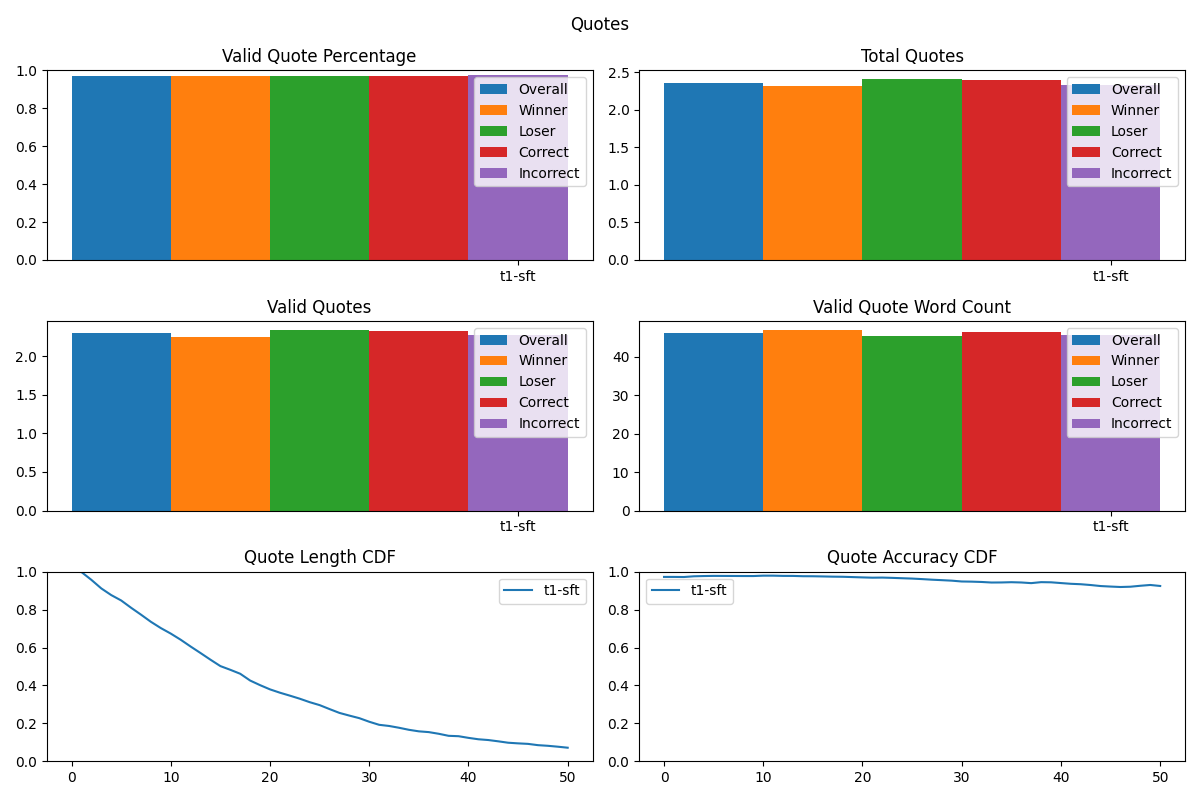 Quotes
Valid Quote Percentage
1.0
0.8
0.6
0.4
0.2
0.0
Overall
Winner
Loser
Correct
Incorrect
t1-sft
Total Quotes
2.5
2.0
1.5
1.0
0.5
0.0
Overall
Winner
Loser
Correct
Incorrect
t1-sft
Valid Quotes
2.0
1.5
1.0
0.5
0.0
Overall
Winner
Loser
Correct
Incorrect
t1-sft
Valid Quote Word Count
40
30
20
10
0
Overall
Winner
Loser
Correct
Incorrect
t1-sft
Quote Length CDF
1.0
0.8
0.6
0.4
0.2
0.0
t1-sft
0 10 20 30 40 50
Quote Accuracy CDF
1.0
0.8
0.6
0.4
0.2
0.0
t1-sft
0 10 20 30 40 50